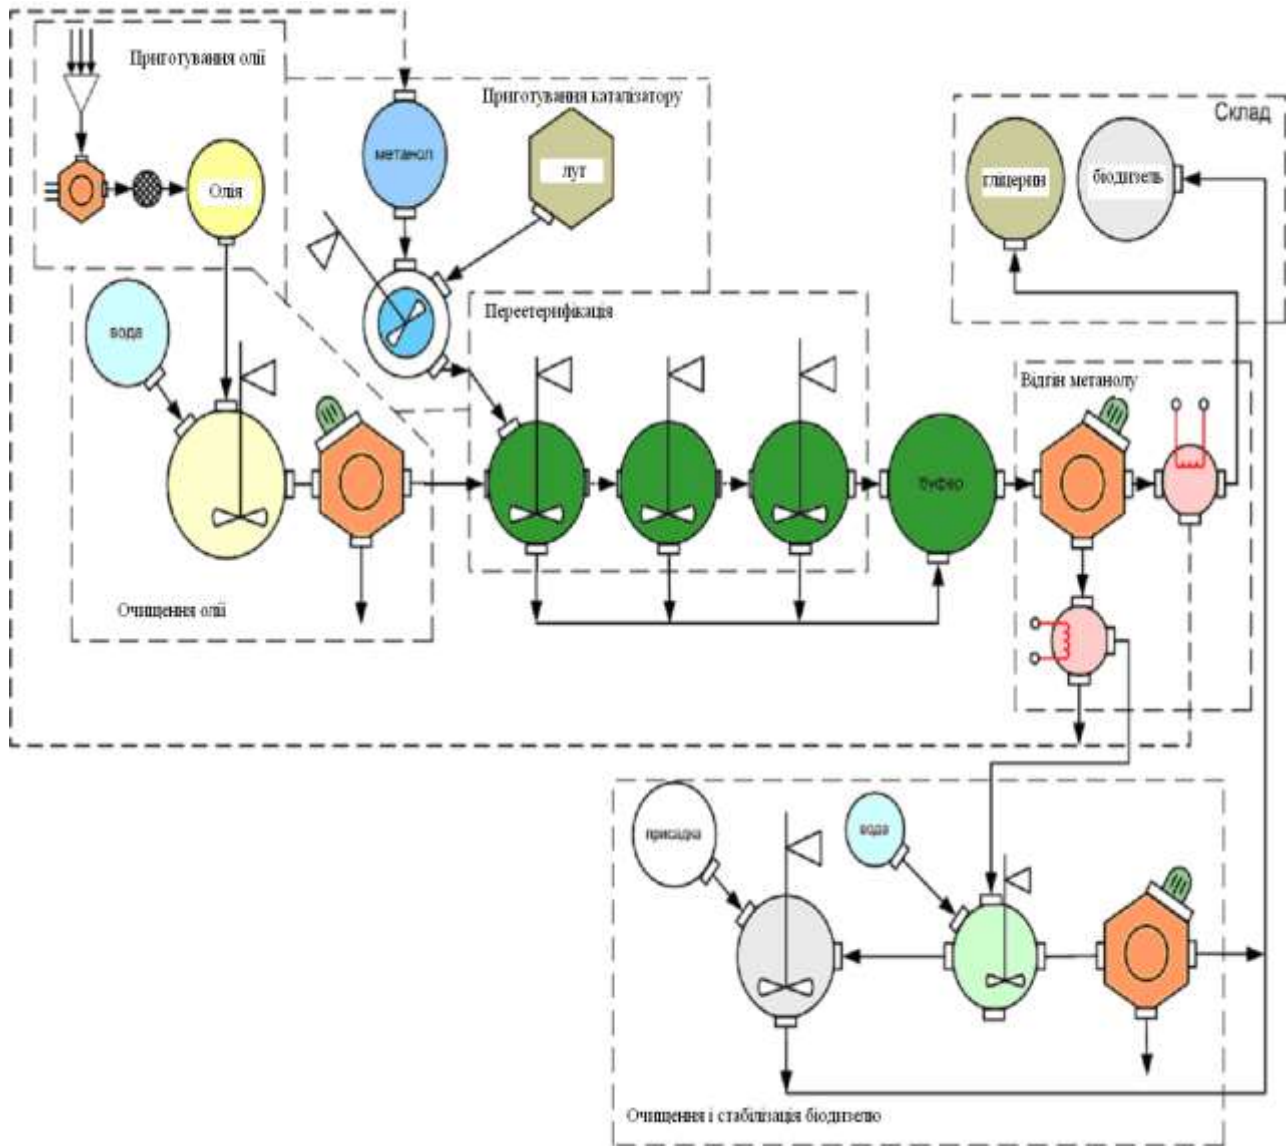 Приготування олії
Приготування каталізатору
Склад
метанол
луг
гліцерин
біодизель
Олія
вода
Переетерифікація
Відгін метанолу
буфер
Очищення олії
присадка
вода
Очищення і стабілізація біодизелю